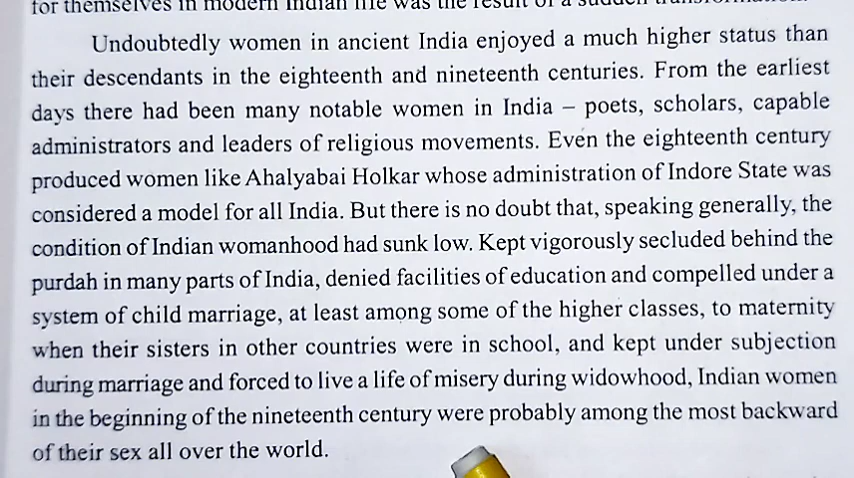 for themselves in modern Indian life was the result of a sudden
Undoubtedly women in ancient India enjoyed a much higher status than
their descendants in the eighteenth and nineteenth centuries. From the earliest
days there had been many notable women in India – poets, scholars, capable
administrators and leaders of religious movements. Even the eighteenth century
produced women like Ahalyabai Holkar whose administration of Indore State was
considered a model for all India. But there is no doubt that, speaking generally, the
condition of Indian womanhood had sunk low. Kept vigorously secluded behind the
purdah in many parts of India, denied facilities of education and compelled under a
system of child marriage, at least among some of the higher classes, to maternity
when their sisters in other countries were in school, and kept under subjection
during marriage and forced to live a life of misery during widowhood, Indian women
in the beginning of the nineteenth century were probably among the most backward
of their sex all over the world.